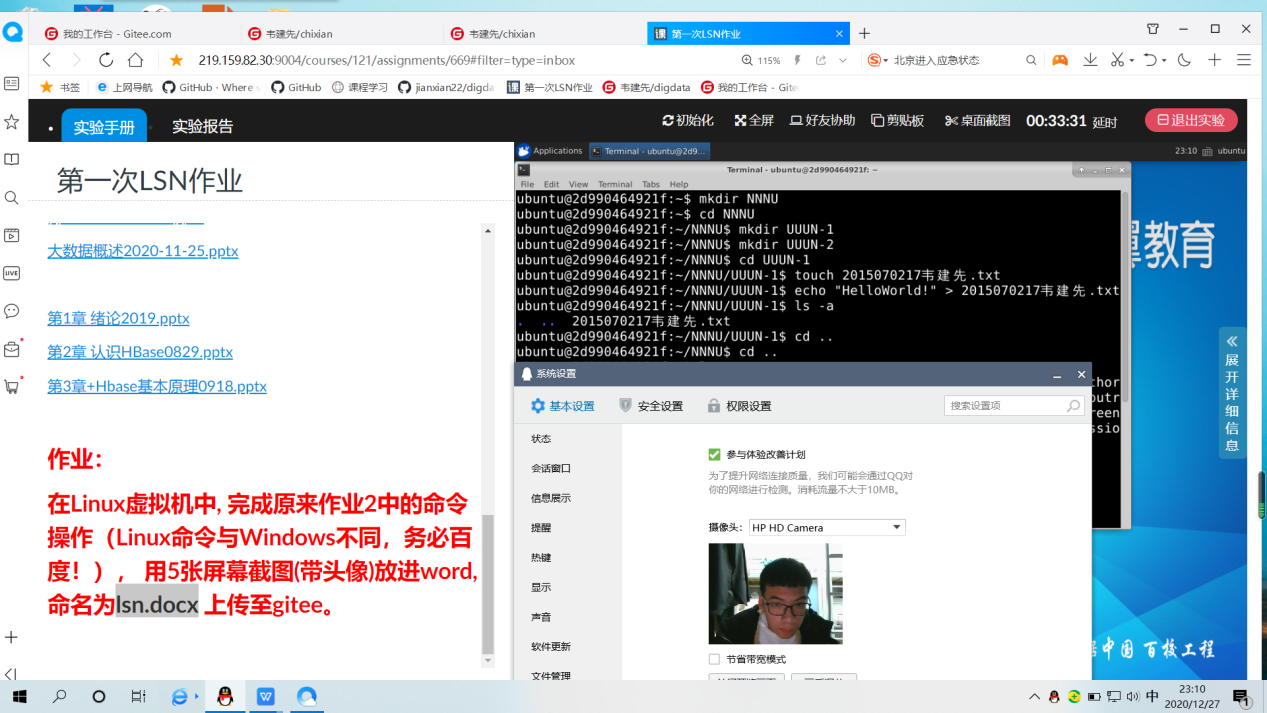 我的工作台 - Gitee.com
韦建先/chixian
韦建先/chixian
第一次LSN作业
219.159.82.30:9004/courses/121/assignments/669#filter=type=inbox
115%
北京进入应急状态
书签
上网导航
GitHub · Where
GitHub
课程学习
jianxian22/digda
第一次LSN作业
韦建先/digdata
我的工作台 - Gite
实验手册
实验报告
初始化
全屏
好友协助
剪贴板
桌面截图
00:33:31 延时
退出实验
第一次LSN作业
大数据概述2020-11-25.pptx
第1章 绪论2019.pptx
第2章 认识HBase0829.pptx
第3章+Hbase基本原理0918.pptx
作业：
在Linux虚拟机中, 完成原来作业2中的命令
操作（Linux命令与Windows不同，务必百
度！）， 用5张屏幕截图(带头像)放进word,
命名为lsn.docx 上传至gitee。
Applications
Terminal - ubuntu@2d9...
23:10
ubuntu
Terminal - ubuntu@2d990464921f: ~
File Edit View Terminal Tabs Help
ubuntu@2d990464921f:~$ mkdir NNNU
ubuntu@2d990464921f:~$ cd NNNU
ubuntu@2d990464921f:~/NNNU$ mkdir UUUN-1
ubuntu@2d990464921f:~/NNNU$ mkdir UUUN-2
ubuntu@2d990464921f:~/NNNU$ cd UUUN-1
ubuntu@2d990464921f:~/NNNU/UUUN-1$ touch 2015070217韦建先.txt
ubuntu@2d990464921f:~/NNNU/UUUN-1$ echo "HelloWorld!" > 2015070217韦建先.txt
ubuntu@2d990464921f:~/NNNU/UUUN-1$ ls -a
. .. 2015070217韦建先.txt
ubuntu@2d990464921f:~/NNNU/UUUN-1$ cd ..
ubuntu@2d990464921f:~/NNNU$ cd ..
教育
展开详细信息
系统设置
基本设置
安全设置
权限设置
搜索设置项
状态
会话窗口
信息展示
提醒
热键
显示
声音
软件更新
文件管理
参与体验改善计划
为了提升网络连接质量，我们可能会通过QQ对
你的网络进行检测。消耗流量不大于10MB。
摄像头:
HP HD Camera
节省带宽模式
中国 百校工程
LIVE
中
23:10
2020/12/27
1